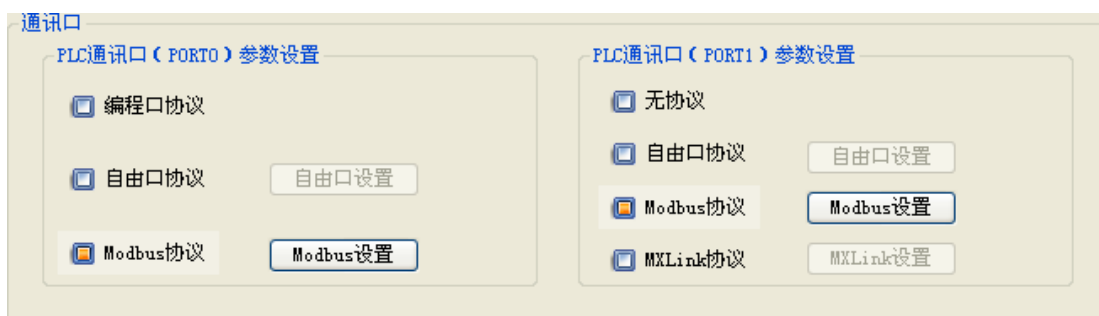 通讯口
PLC通讯口(PORT0)参数设置
编程口协议
自由口协议 自由口设置
Modbus协议 Modbus设置
PLC通讯口(PORT1)参数设置
无协议
自由口协议 自由口设置
Modbus协议 Modbus设置
MXLink协议 MXLink设置